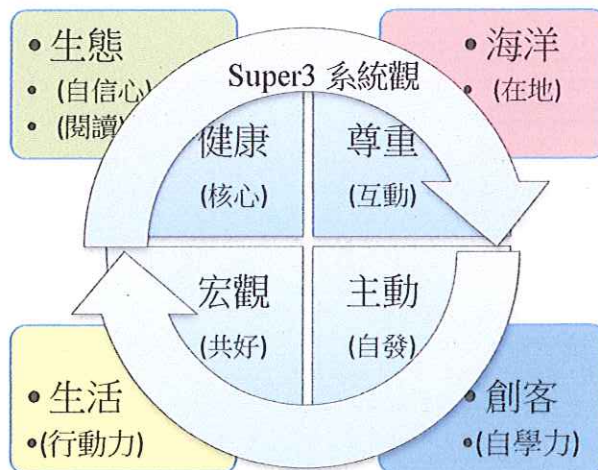 • 生態
• (自信心)
• (閱讀)
• 海洋
• (在地)
Super3 系統觀
健康
(核心)
尊重
(互動)
宏觀
(共好)
主動
(自發)
• 生活
•(行動力)
• 創客
•(自學力)